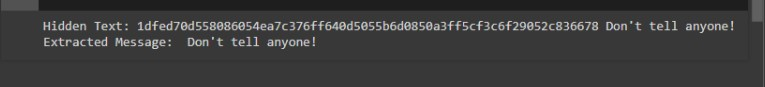 Hidden Text: 1dfed70d558086054ea7c376ff640d5055b6d0850a3ff5cf3c6f29052c836678 Don't tell anyone!
Extracted Message:  Don't tell anyone!